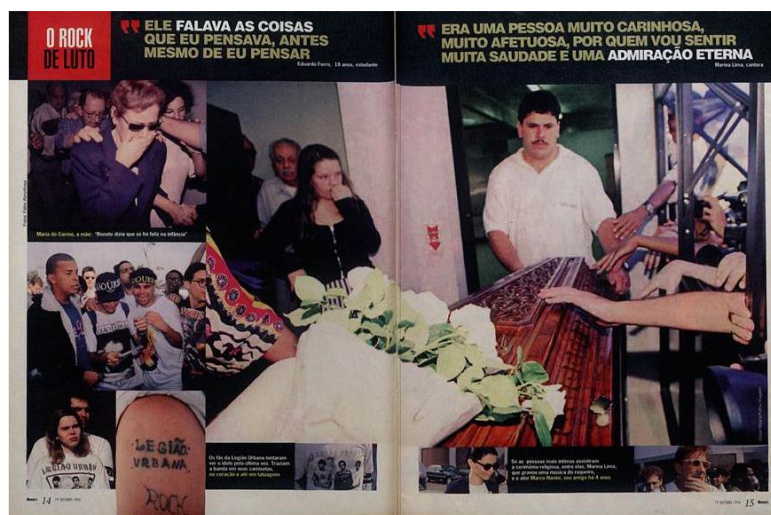 O ROCK
DE LUTO
ELE FALAVA AS COISAS
QUE EU PENSAVA, ANTES
MESMO DE EU PENSAR
18 anos, estudante
ERA UMA PESSOA MUITO CARINHOSA,
MUITO AFETUOSA, POR QUEM VOU SENTIR
MUITA SAUDADE E UMA ADMIRAÇÃO ETERNA
Marina Lima, cantora
Maria do Carmo, a mãe: "Renato dizia que só foi feliz na infância"
LEGIÃO URBAN
LEGIÃO
URBANA
ROCK
Os fãs da Legião Urbana tentaram
ver o ídolo pela última vez. Traziam
a banda em suas camisetas,
no coração e até em tatuagens
Só as pessoas mais íntimas assistiram
a cerimônia religiosa, entre elas, Marina Lima,
que gravou uma música do roqueiro,
e o ator Marco Nanini, seu amigo há 4 anos
14
15